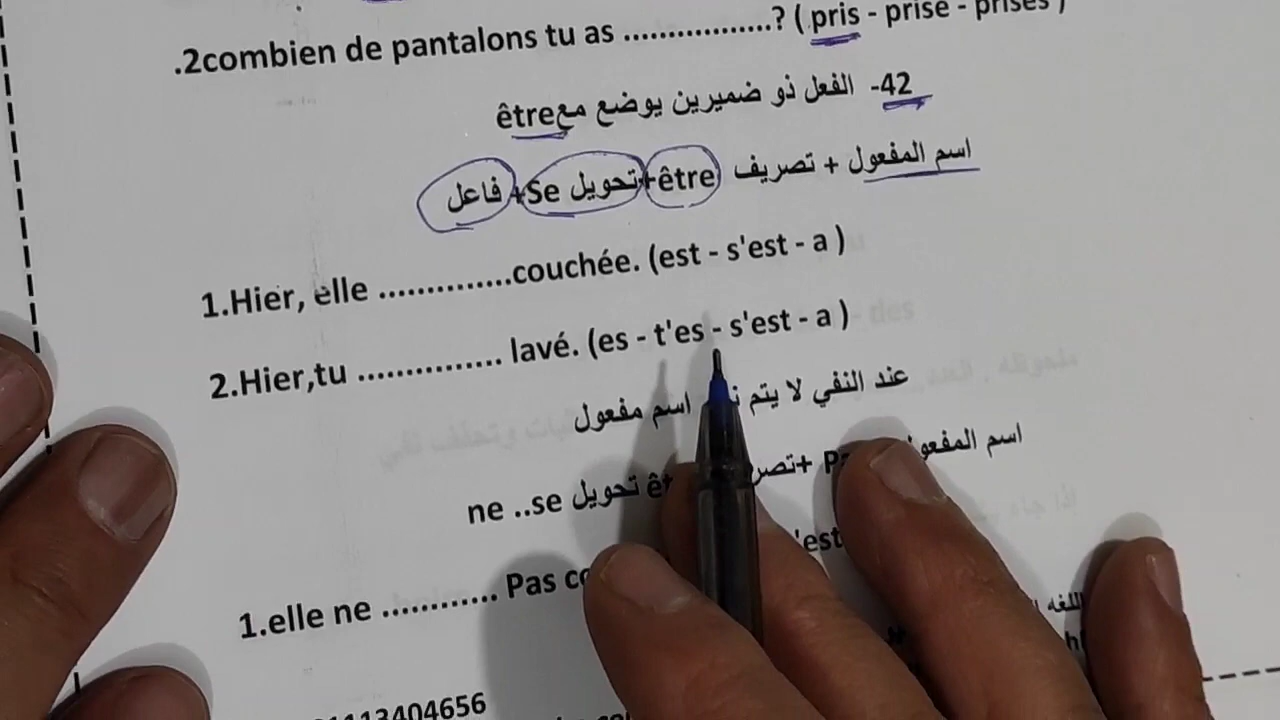 .2combien de pantalons tu as .................? ( pris - prise - prises )
42- الفعل ذو ضميرين يوضع مع être
فاعل +Se تحويل +être تصريف + اسم المفعول
1.Hier, elle ...............couchée. (est - s'est - a )
2.Hier,tu ................ lavé. (es - t'es - s'est - a )
عند النفي لا يتم اسم مفعول
ne ..se تحويل + اسم المفعول
1.elle ne ............ Pas